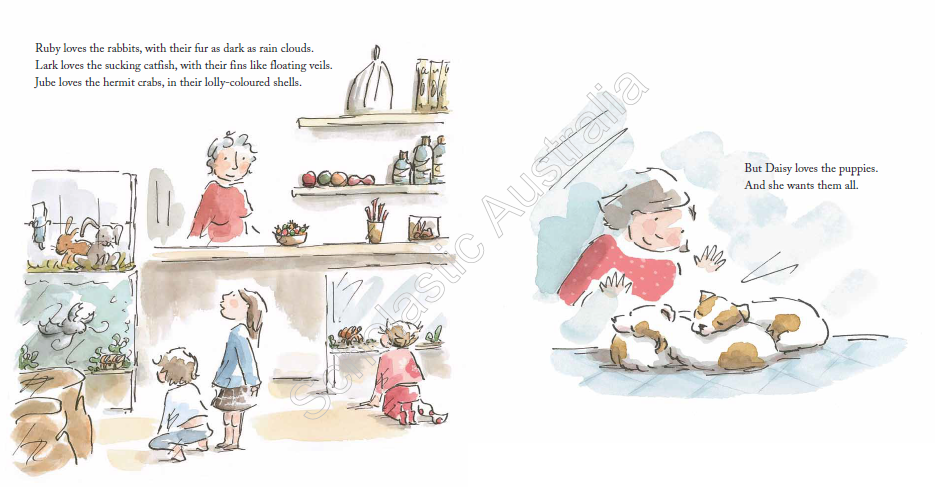 Ruby loves the rabbits, with their fur as dark as rain clouds.
Lark loves the sucking catfish, with their fins like floating veils.
Jube loves the hermit crabs, in their lolly-coloured shells.
But Daisy loves the puppies.
And she wants them all.
Scholastic Australia